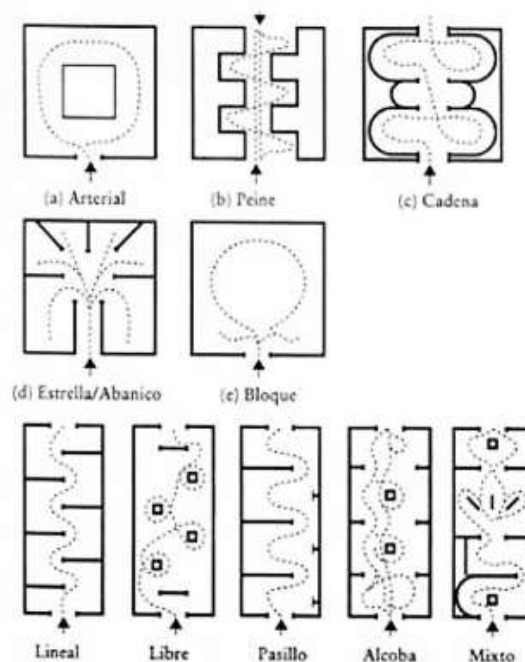 (a) Arterial (b) Peine (c) Cadena
(d) Estrella/Abanico (e) Bloque
Lineal Libre Pasillo Alcoba Mixto